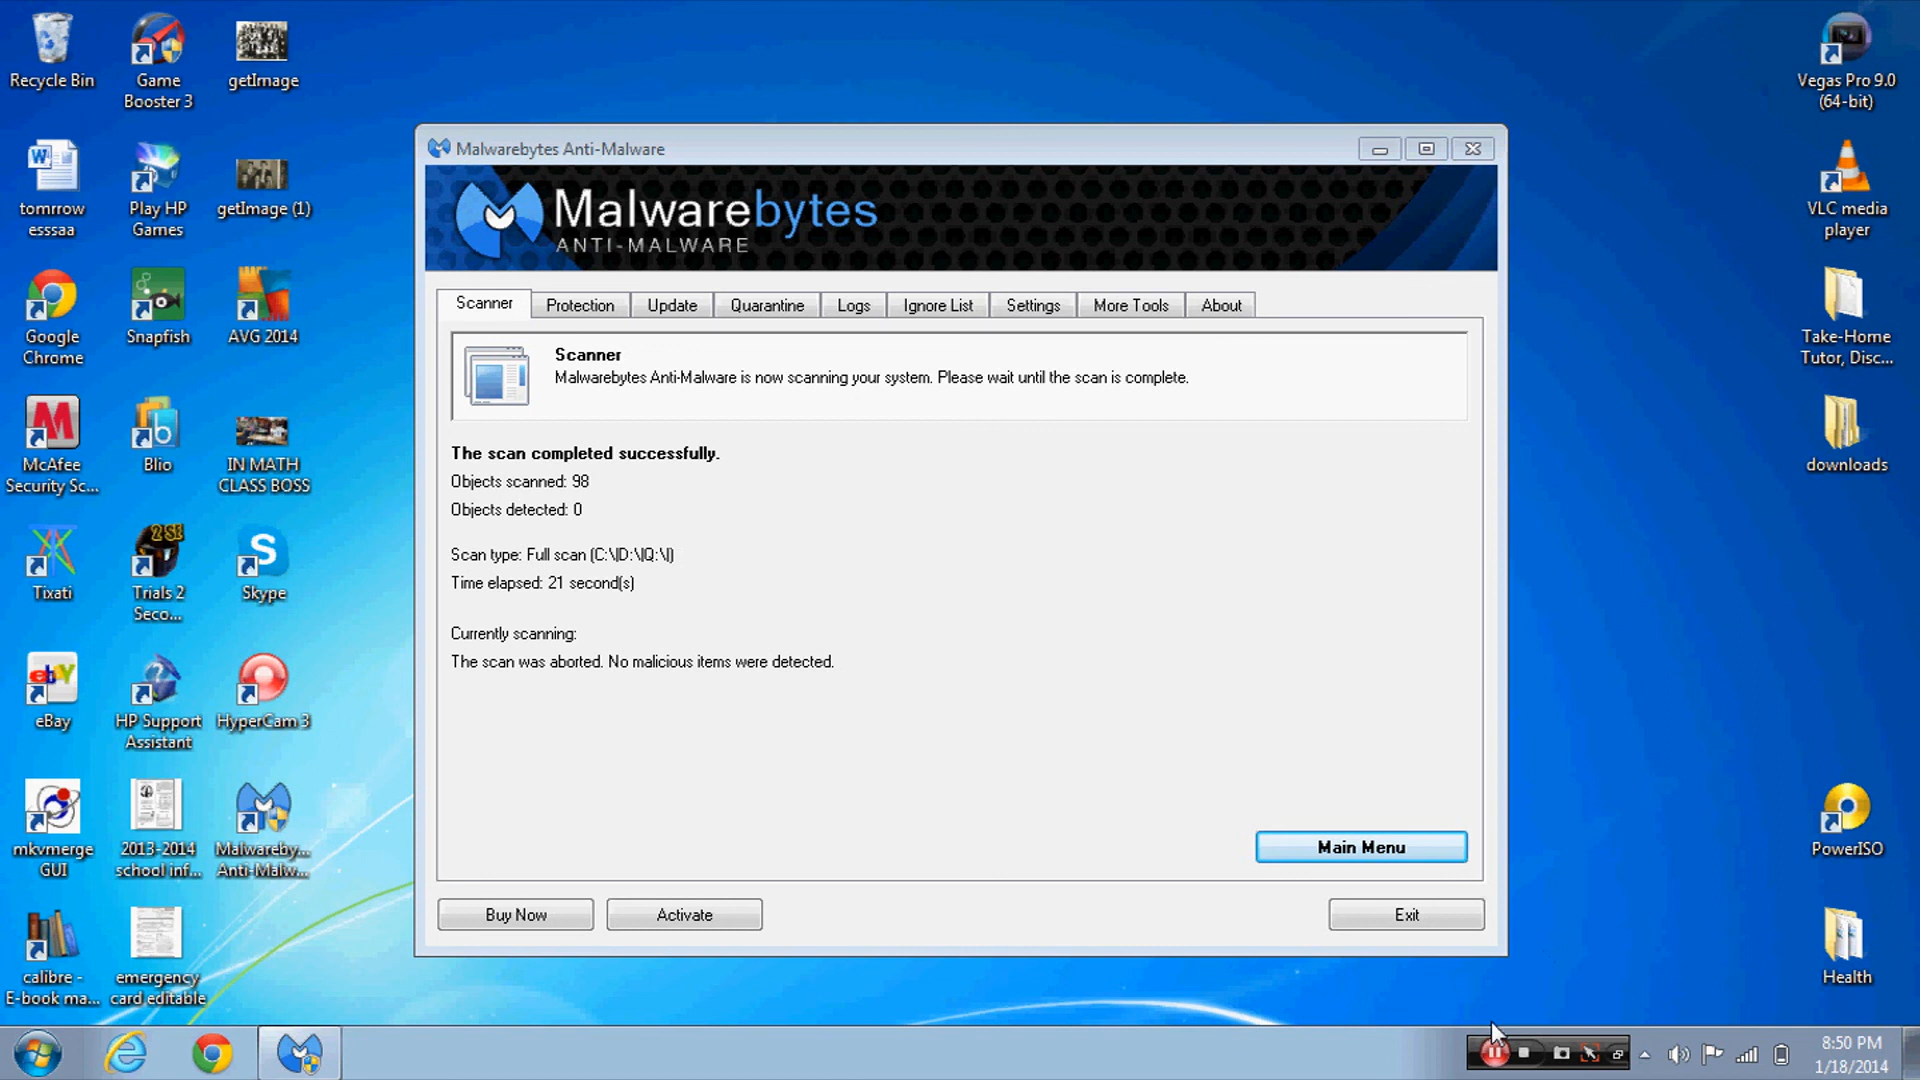 Recycle Bin
Game
Booster 3
getImage
Vegas Pro 9.0
(64-bit)
tomrrow
esssaa
Play HP
Games
getImage (1)
VLC media
player
Google
Chrome
Snapfish
AVG 2014
Take-Home
Tutor, Disc...
McAfee
Security Sc...
Blio
IN MATH
CLASS BOSS
downloads
Tixati
2 SE
Trials 2
Seco...
Skype
eBay
HP Support
Assistant
HyperCam 3
mkvmerge
GUI
2013-2014
school inf...
Malwareby...
Anti-Malw...
PowerISO
calibre -
E-book ma...
emergency
card editable
Health
Malwarebytes Anti-Malware
Malwarebytes
ANTI-MALWARE
Scanner Protection Update Quarantine Logs Ignore List Settings More Tools About
Scanner
Malwarebytes Anti-Malware is now scanning your system. Please wait until the scan is complete.
The scan completed successfully.
Objects scanned: 98
Objects detected: 0
Scan type: Full scan (C:\|D:\|Q:\|)
Time elapsed: 21 second(s)
Currently scanning:
The scan was aborted. No malicious items were detected.
Main Menu
Buy Now Activate Exit
8:50 PM
1/18/2014